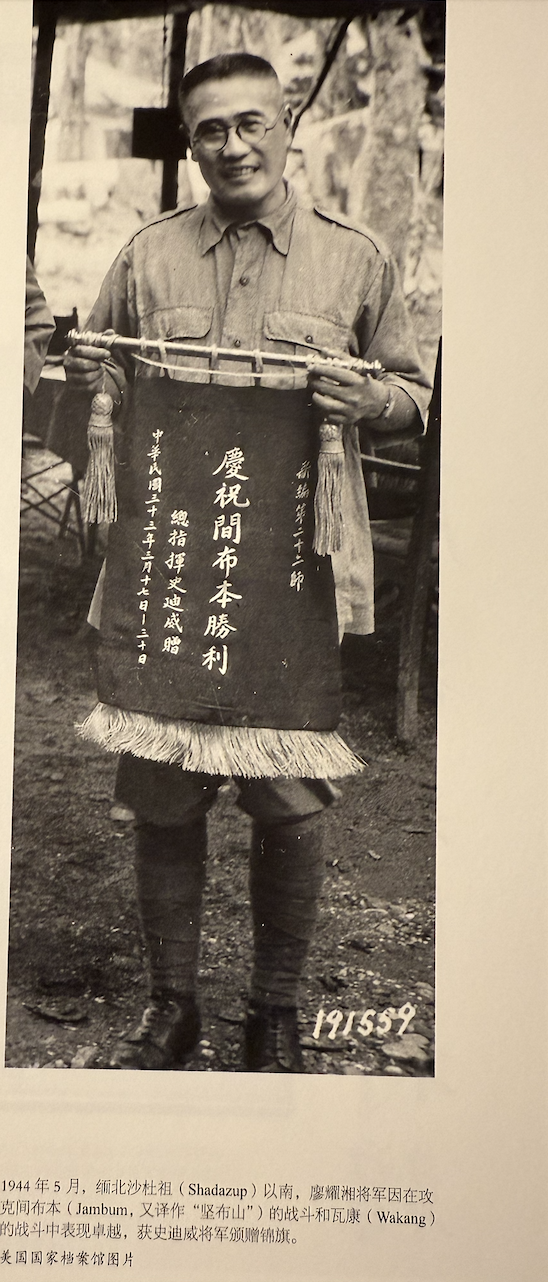 新編第二十二師
慶祝間布本勝利
總指揮史迪威贈
中華民國三十三年三月十七日—三十日
191559
1944 年 5 月，缅北沙杜祖（Shadazup）以南，廖耀湘将军因在攻
克间布本（Jambum，又译作“坚布山”）的战斗和瓦康（Wakang）
的战斗中表现卓越，获史迪威将军颁赠锦旗。
美国国家档案馆图片